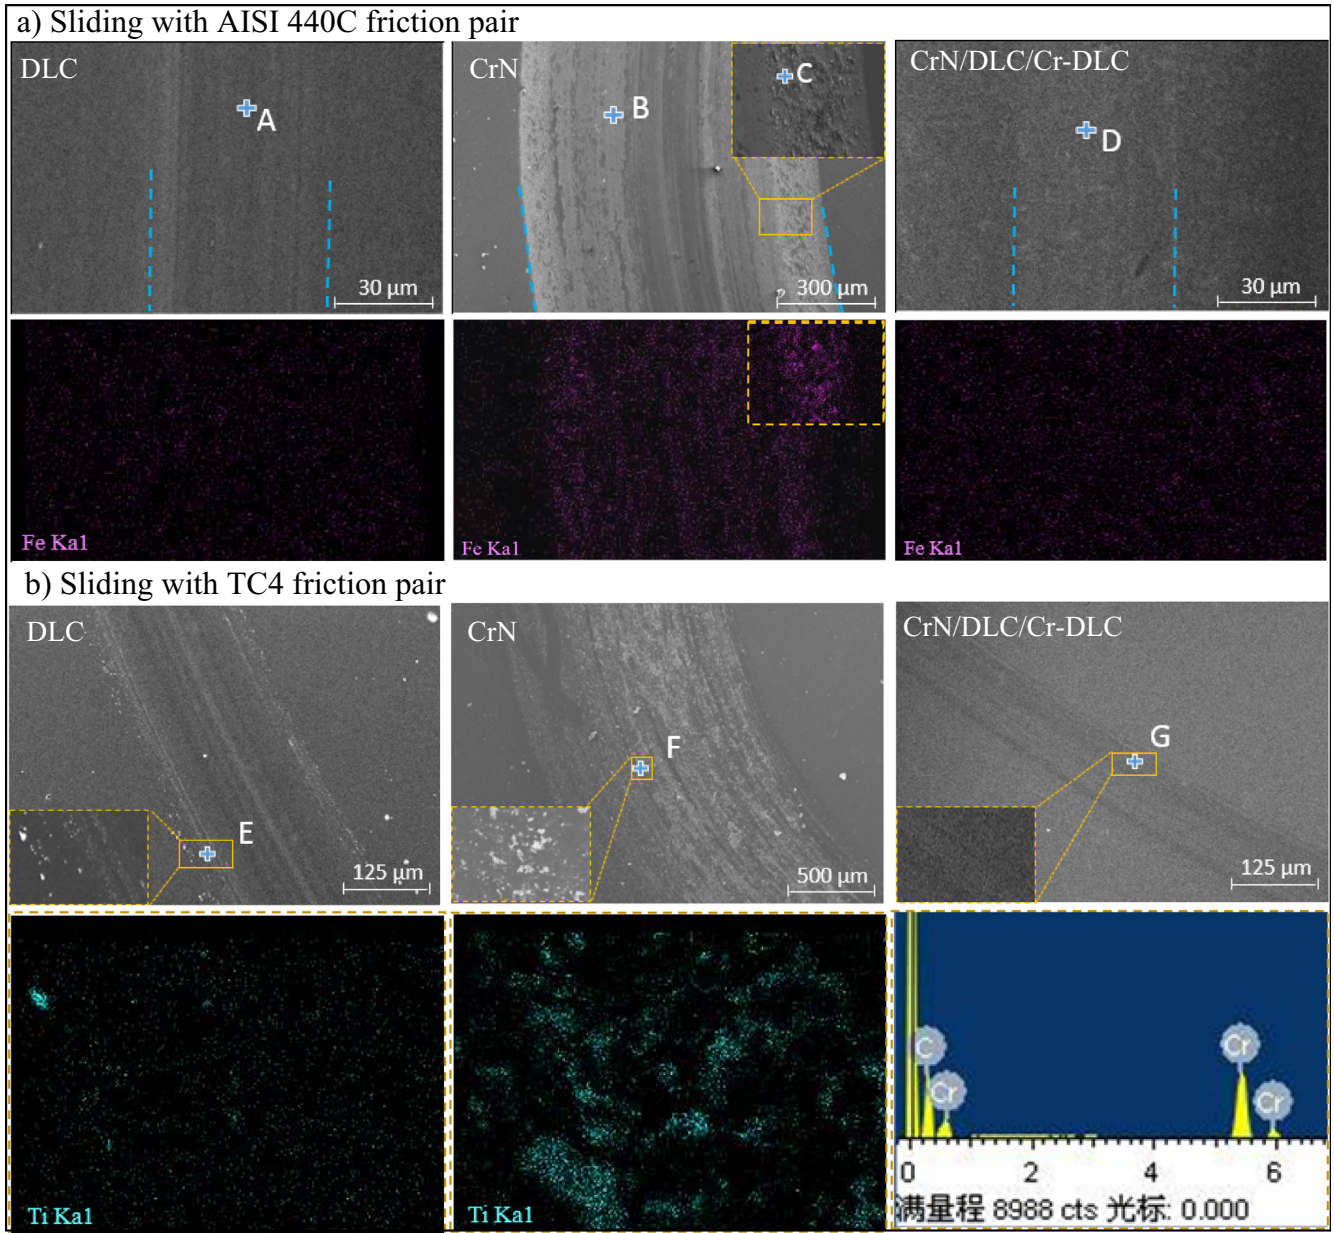 a) Sliding with AISI 440C friction pair
DLC
A
30 μm
CrN
B
C
300 μm
CrN/DLC/Cr-DLC
D
30 μm
Fe Ka1
Fe Ka1
Fe Ka1
b) Sliding with TC4 friction pair
DLC
E
125 μm
CrN
F
500 μm
CrN/DLC/Cr-DLC
G
125 μm
Ti Ka1
Ti Ka1
C
Cr
Cr
Cr
0 2 4 6
满量程 8988 cts 光标: 0.000